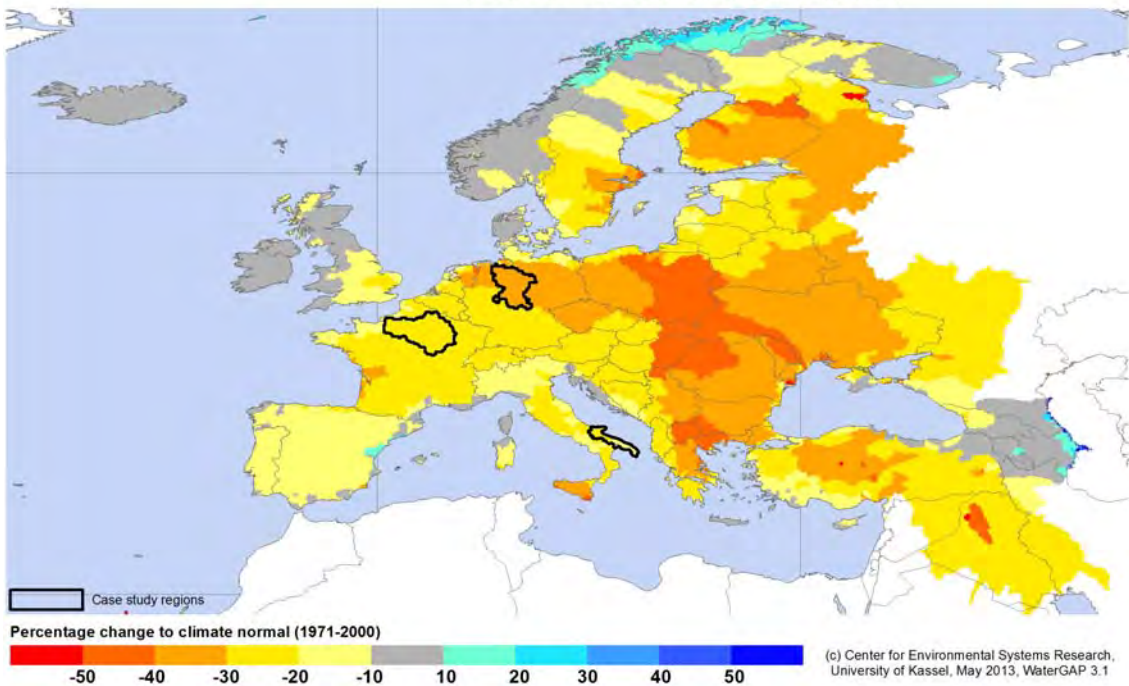 Case study regions
Percentage change to climate normal (1971-2000)
-50 -40 -30 -20 -10 10 20 30 40 50
(c) Center for Environmental Systems Research,
University of Kassel, May 2013, WaterGAP 3.1